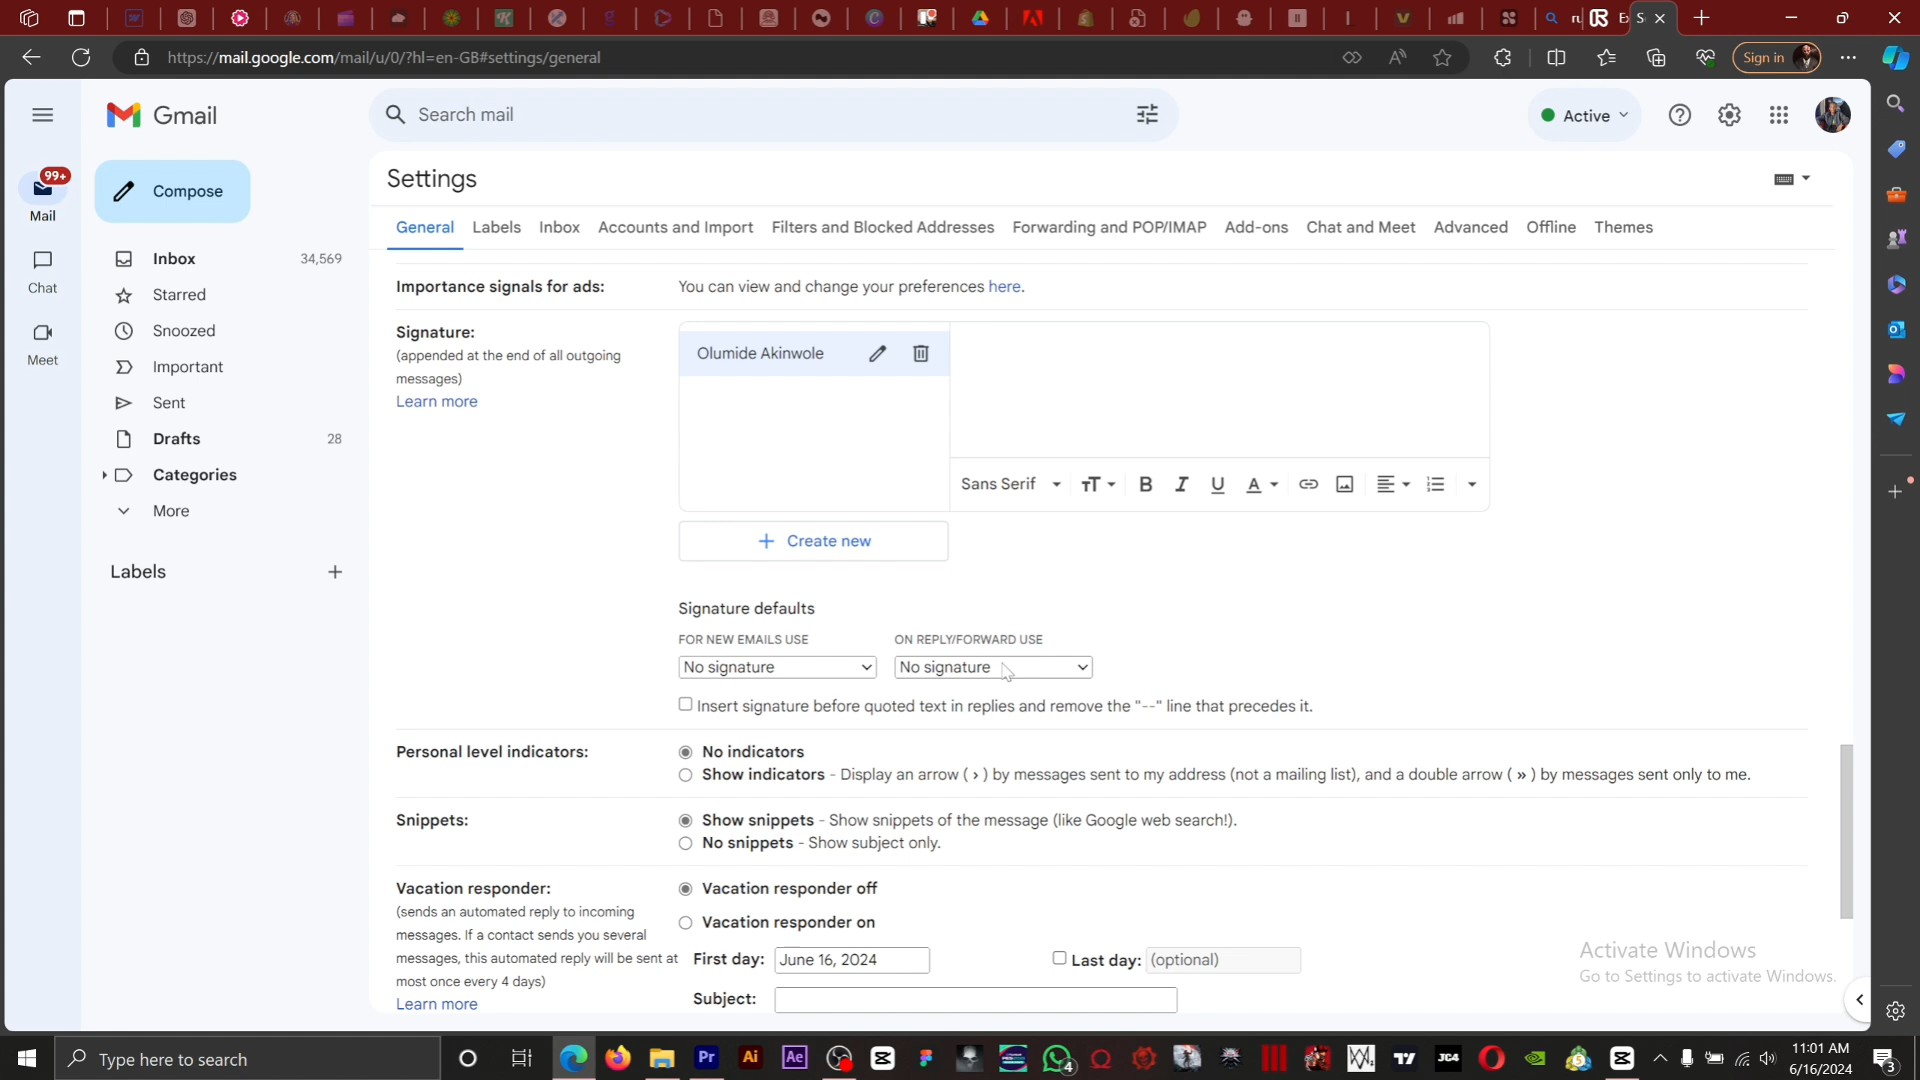 Sign in
https://mail.google.com/mail/u/0/?hl=en-GB#settings/general
Gmail
Search mail
Active
99+
Mail
Chat
Meet
Compose
Inbox 34,569
Starred
Snoozed
Important
Sent
Drafts 28
Categories
More
Labels
Settings
General Labels Inbox Accounts and Import Filters and Blocked Addresses Forwarding and POP/IMAP Add-ons Chat and Meet Advanced Offline Themes
Importance signals for ads: You can view and change your preferences here.
Signature:
(appended at the end of all outgoing
messages)
Learn more
Olumide Akinwole
Sans Serif
Create new
Signature defaults
FOR NEW EMAILS USE ON REPLY/FORWARD USE
No signature No signature
Insert signature before quoted text in replies and remove the "--" line that precedes it.
Personal level indicators: No indicators
Show indicators - Display an arrow ( › ) by messages sent to my address (not a mailing list), and a double arrow ( » ) by messages sent only to me.
Snippets: Show snippets - Show snippets of the message (like Google web search!).
No snippets - Show subject only.
Vacation responder: Vacation responder off
(sends an automated reply to incoming
messages. If a contact sends you several
messages, this automated reply will be sent at
most once every 4 days)
Learn more
Vacation responder on
First day: June 16, 2024 Last day: (optional)
Subject:
Activate Windows
Go to Settings to activate Windows.
Type here to search
Pr Ai Ae
4
JC4
11:01 AM
6/16/2024
3